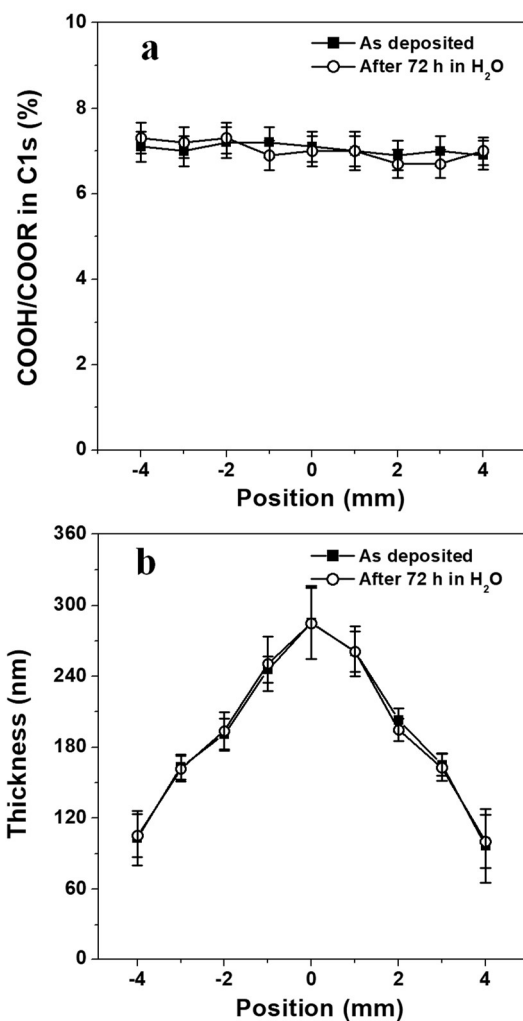 a
As deposited
After 72 h in H₂O
COOH/COOR in C1s (%)
10
8
6
4
2
0
-4 -2 0 2 4
Position (mm)
b
As deposited
After 72 h in H₂O
Thickness (nm)
360
300
240
180
120
60
0
-4 -2 0 2 4
Position (mm)